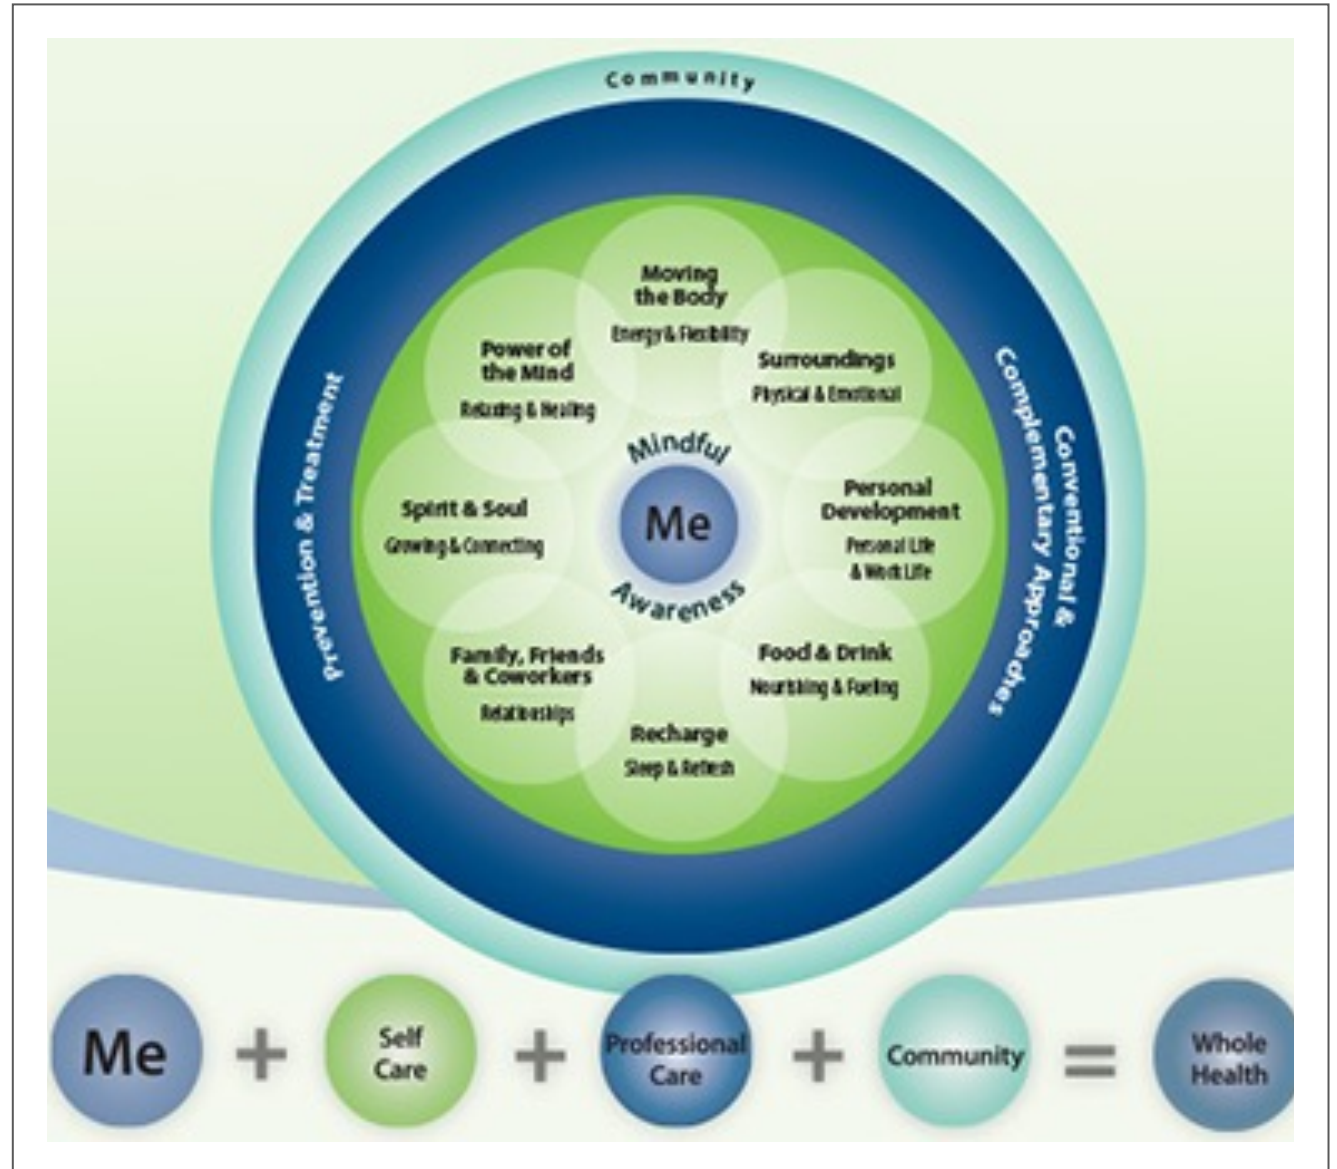 Community
Moving
the Body
Energy & Flexibility
Power of
the Mind
Relaxing & Healing
Surroundings
Physical & Emotional
Mindful
Me
Awareness
Spirit & Soul
Growing & Connecting
Personal
Development
Personal Life
& Work Life
Family, Friends
& Coworkers
Relationships
Food & Drink
Nourishing & Fueling
Recharge
Sleep & Refresh
Prevention & Treatment
Conventional &
Complementary Approaches
Me
+
Self
Care
+
Professional
Care
+
Community
=
Whole
Health